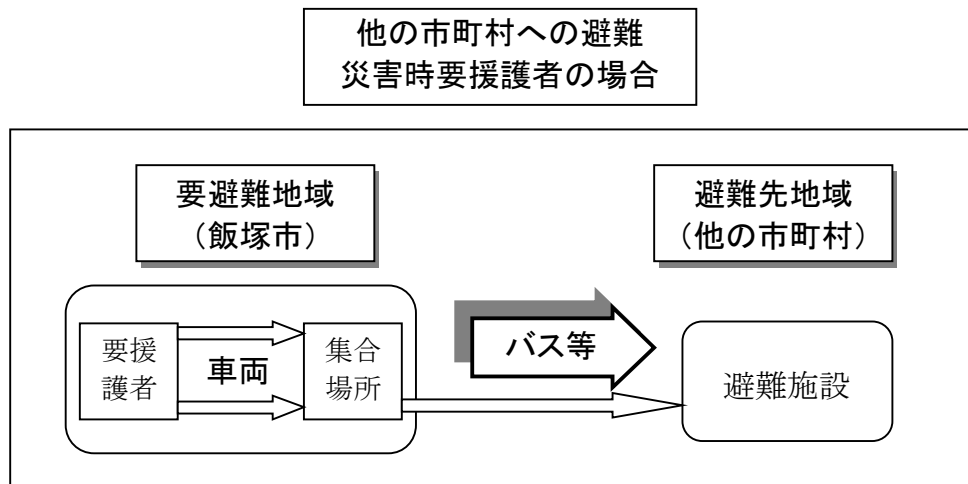 他の市町村への避難
災害時要援護者の場合
要避難地域
（飯塚市）
避難先地域
（他の市町村）
要援
護者
車両
集合
場所
バス等
避難施設